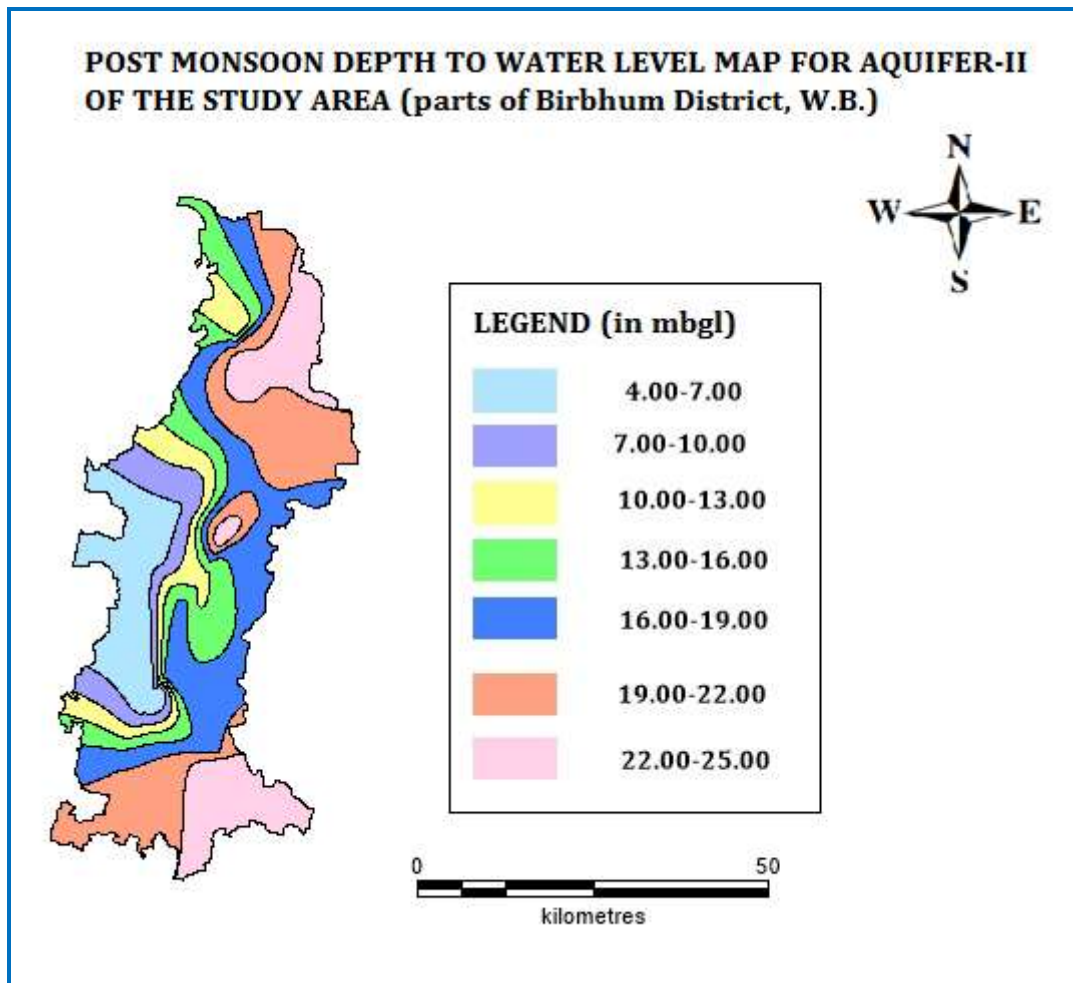 POST MONSOON DEPTH TO WATER LEVEL MAP FOR AQUIFER-II
OF THE STUDY AREA (parts of Birbhum District, W.B.)
N
W E
S
LEGEND (in mbgl)
4.00-7.00
7.00-10.00
10.00-13.00
13.00-16.00
16.00-19.00
19.00-22.00
22.00-25.00
0 50
kilometres